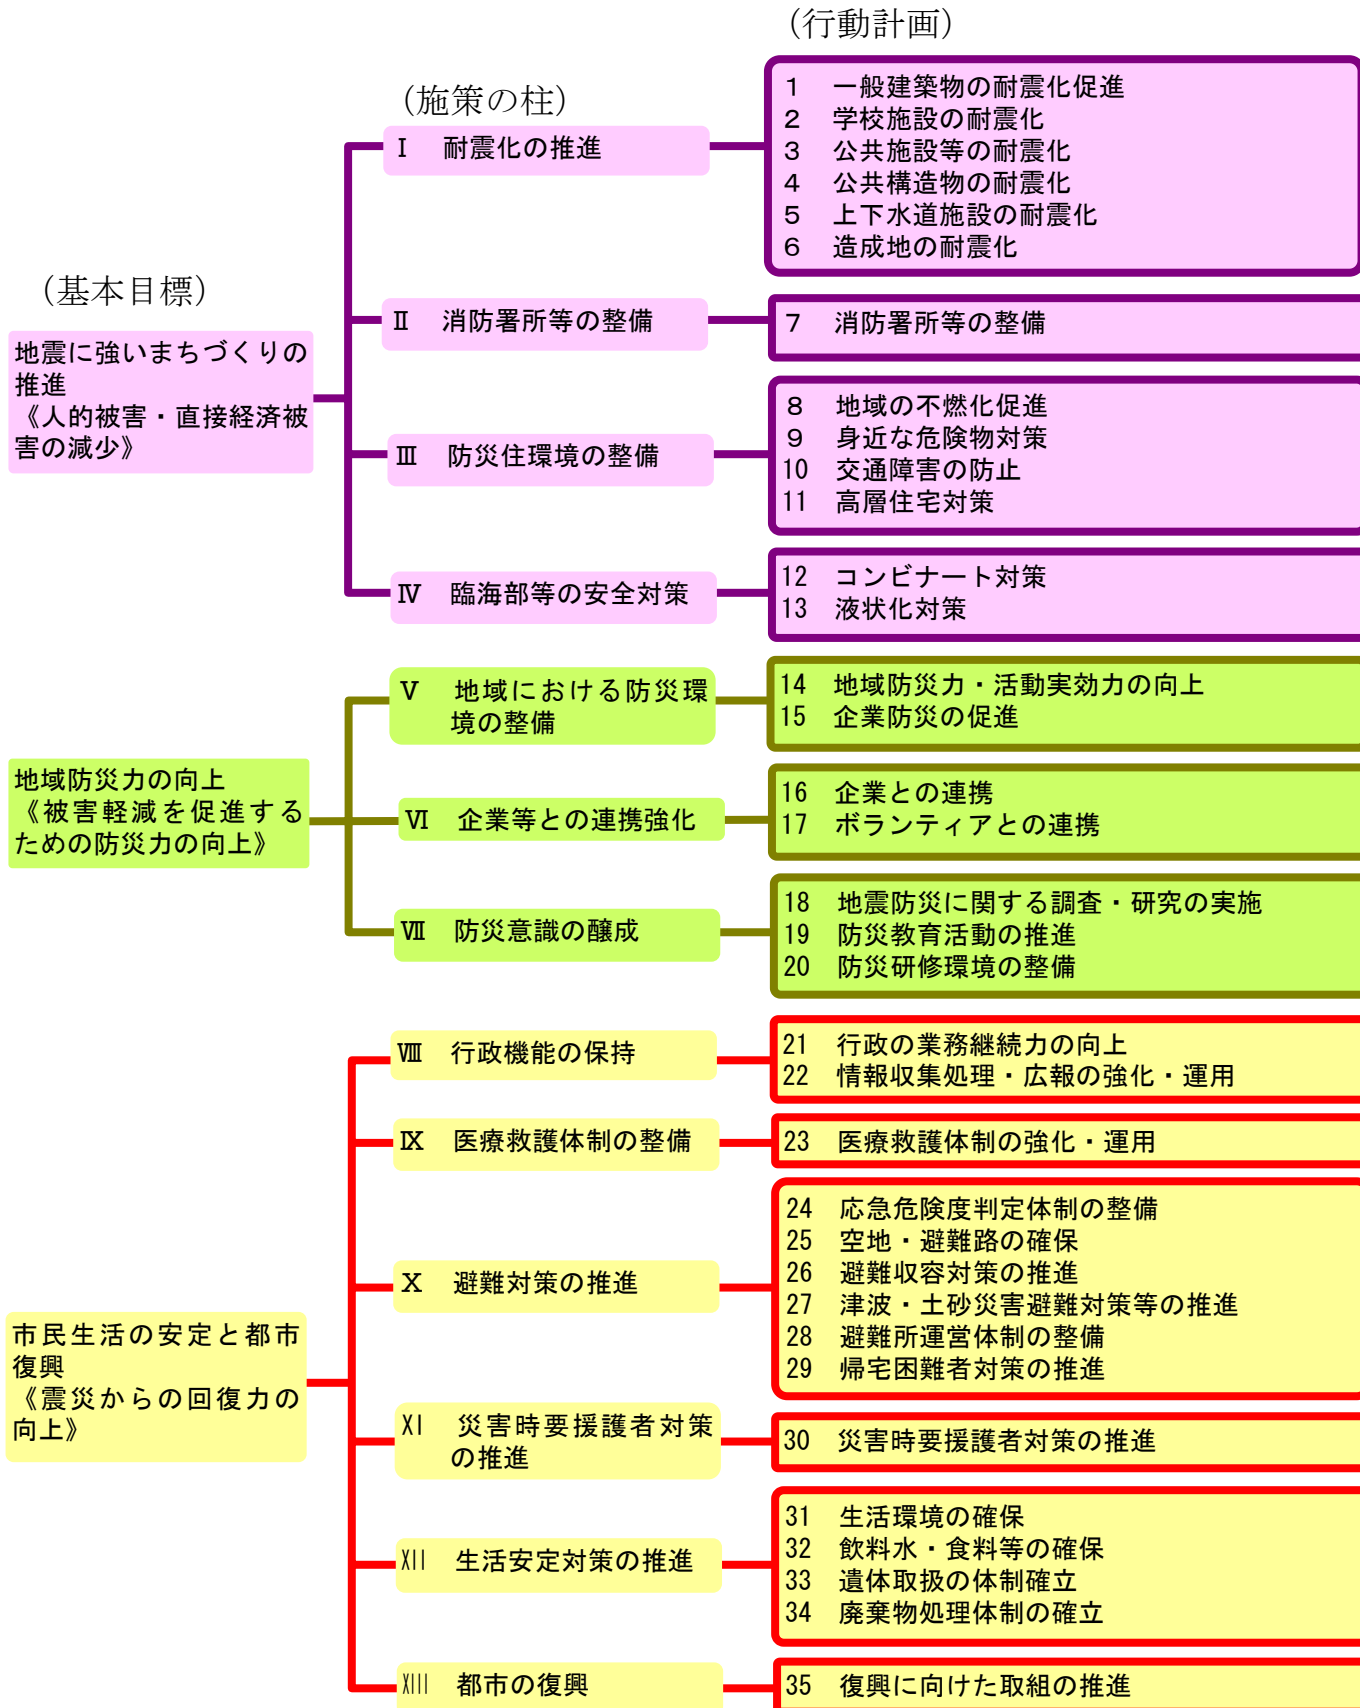 （行動計画）
（施策の柱）
（基本目標）
地震に強いまちづくりの
推進
《人的被害・直接経済被
害の減少》
Ⅰ 耐震化の推進
1 一般建築物の耐震化促進
2 学校施設の耐震化
3 公共施設等の耐震化
4 公共構造物の耐震化
5 上下水道施設の耐震化
6 造成地の耐震化
Ⅱ 消防署所等の整備
7 消防署所等の整備
Ⅲ 防災住環境の整備
8 地域の不燃化促進
9 身近な危険物対策
10 交通障害の防止
11 高層住宅対策
Ⅳ 臨海部等の安全対策
12 コンビナート対策
13 液状化対策
地域防災力の向上
《被害軽減を促進する
ための防災力の向上》
Ⅴ 地域における防災環
境の整備
14 地域防災力・活動実効力の向上
15 企業防災の促進
Ⅵ 企業等との連携強化
16 企業との連携
17 ボランティアとの連携
Ⅶ 防災意識の醸成
18 地震防災に関する調査・研究の実施
19 防災教育活動の推進
20 防災研修環境の整備
市民生活の安定と都市
復興
《震災からの回復力の
向上》
Ⅷ 行政機能の保持
21 行政の業務継続力の向上
22 情報収集処理・広報の強化・運用
Ⅸ 医療救護体制の整備
23 医療救護体制の強化・運用
Ⅹ 避難対策の推進
24 応急危険度判定体制の整備
25 空地・避難路の確保
26 避難収容対策の推進
27 津波・土砂災害避難対策等の推進
28 避難所運営体制の整備
29 帰宅困難者対策の推進
XI 災害時要援護者対策
の推進
30 災害時要援護者対策の推進
XII 生活安定対策の推進
31 生活環境の確保
32 飲料水・食料等の確保
33 遺体取扱の体制確立
34 廃棄物処理体制の確立
XIII 都市の復興
35 復興に向けた取組の推進